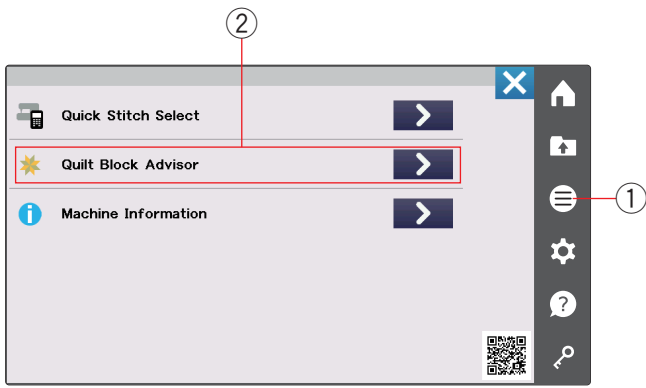 ②
Quick Stitch Select
Quilt Block Advisor
①
Machine Information
?